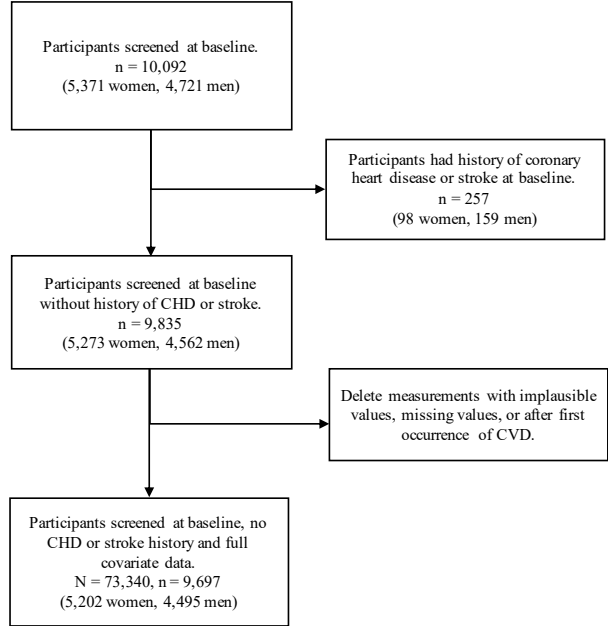 Participants screened at baseline.
n = 10,092
(5,371 women, 4,721 men)
Participants had history of coronary
heart disease or stroke at baseline.
n = 257
(98 women, 159 men)
Participants screened at baseline
without history of CHD or stroke.
n = 9,835
(5,273 women, 4,562 men)
Delete measurements with implausible
values, missing values, or after first
occurrence of CVD.
Participants screened at baseline, no
CHD or stroke history and full
covariate data.
N = 73,340, n = 9,697
(5,202 women, 4,495 men)